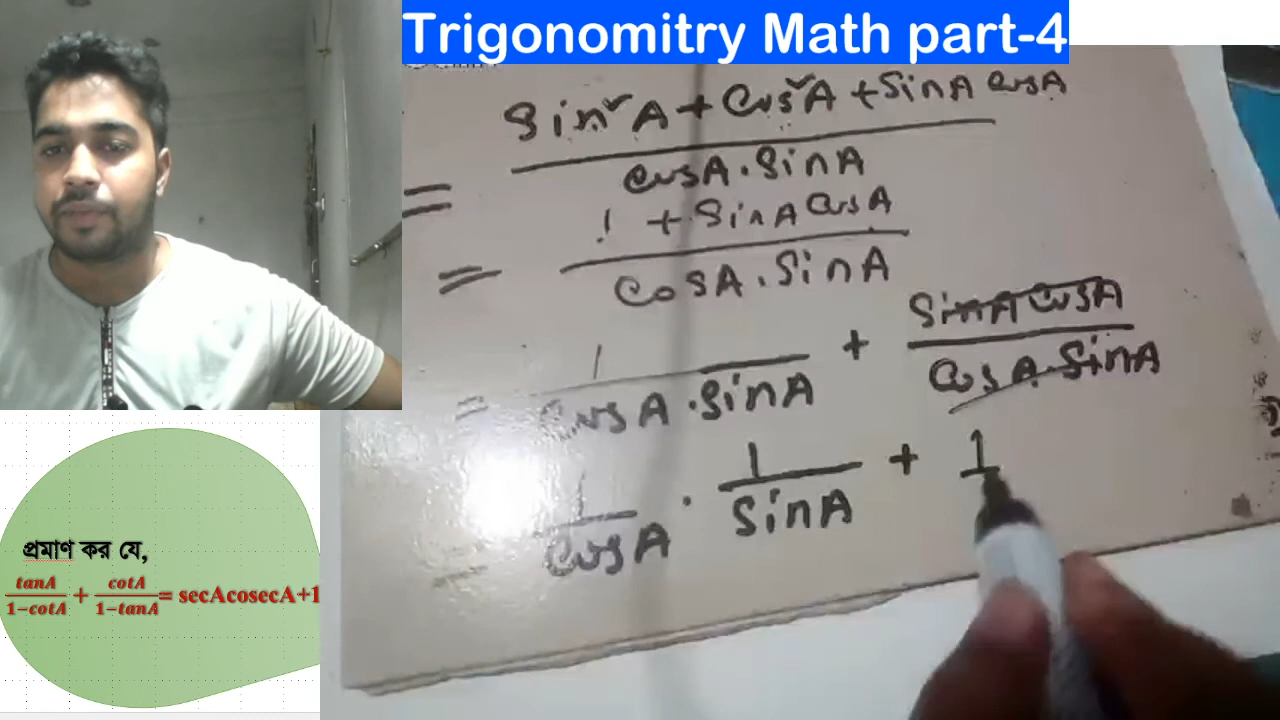 Trigonomitry Math part-4
Sin²A + CosˇA + SinA CosA
= ―――
CosA.SinA
1 + SinA CosA
= ―――
CosA.SinA
= 1 / CosA.SinA + SinA CosA / CosA.SinA
= 1 / CosA . 1 / SinA + 1
প্রমাণ কর যে,
tanA / 1−cotA + cotA / 1−tanA = secAcosecA+1